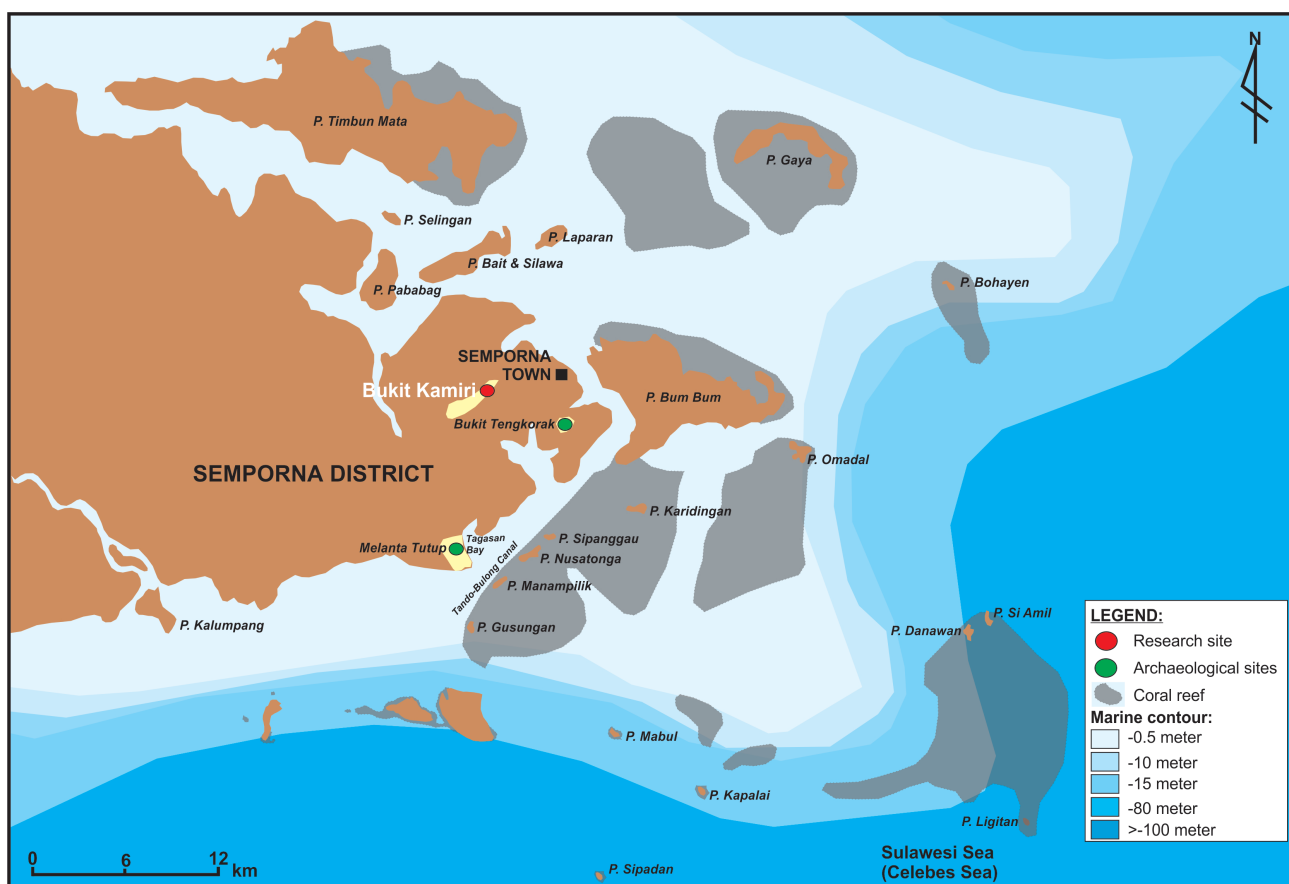 N
P. Timbun Mata
P. Gaya
P. Selingan
P. Laparan
P. Bait & Silawa
P. Pababag
P. Bohayen
SEMPORNA
TOWN
Bukit Kamiri
P. Bum Bum
Bukit Tengkorak
P. Omadal
SEMPORNA DISTRICT
P. Karidingan
Tagasan
Bay
Melanta Tutup
P. Sipanggau
P. Nusatonga
Tando-Bulong Canal
P. Manampilik
P. Kalumpang
P. Gusungan
P. Si Amil
P. Danawan
P. Mabul
P. Kapalai
P. Ligitan
P. Sipadan
Sulawesi Sea
(Celebes Sea)
0 6 12
km
LEGEND:
Research site
Archaeological sites
Coral reef
Marine contour:
-0.5 meter
-10 meter
-15 meter
-80 meter
>-100 meter